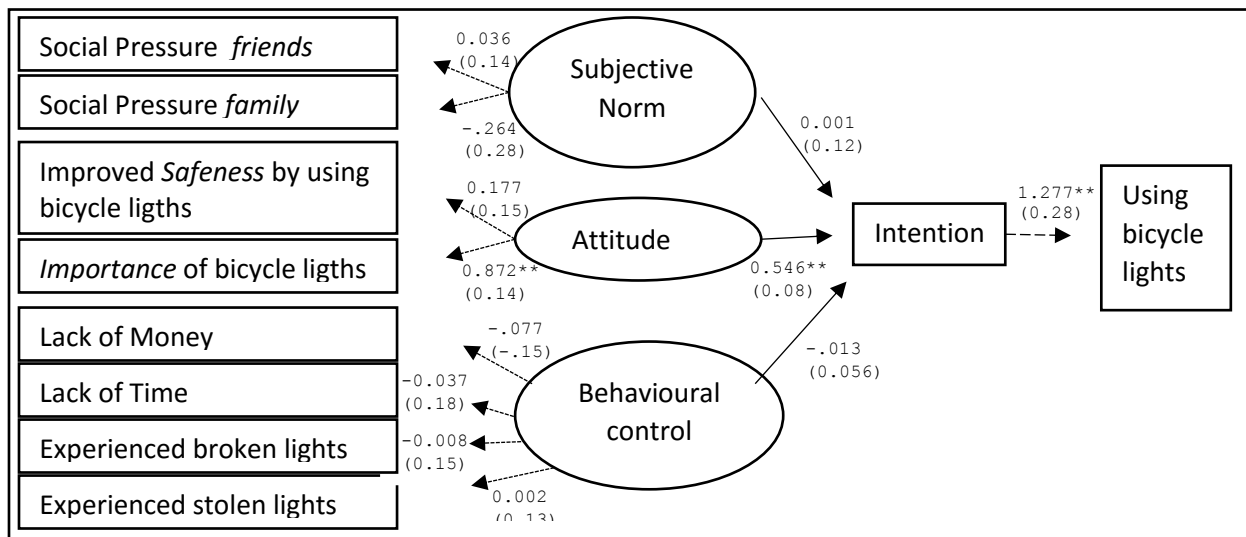 Social Pressure friends
0.036
(0.14)
Subjective
Norm
Social Pressure family
-.264
(0.28)
0.001
(0.12)
Improved Safeness by using
bicycle ligths
0.177
(0.15)
Attitude
Importance of bicycle ligths
0.872**
(0.14)
0.546**
(0.08)
Intention
1.277**
(0.28)
Using
bicycle
lights
Lack of Money
-.077
(-.15)
-.013
(0.056)
Lack of Time
-0.037
(0.18)
Behavioural
control
Experienced broken lights
-0.008
(0.15)
Experienced stolen lights
0.002
(0.13)